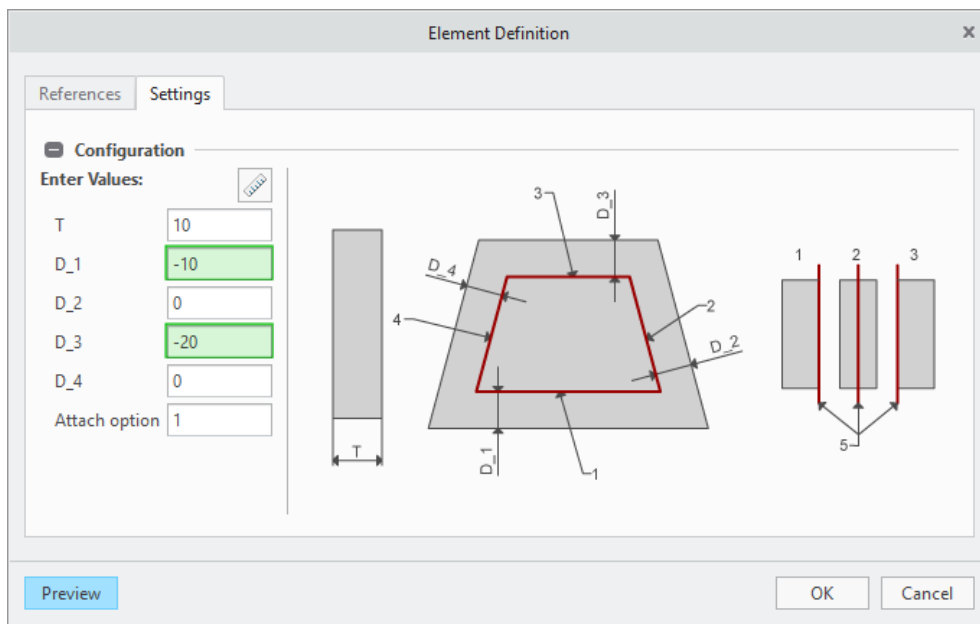 Element Definition
x
References
Settings
Configuration
Enter Values:
T
10
D_1
-10
D_2
0
D_3
-20
D_4
0
Attach option
1
T
3
D_3
D_4
4
2
D_2
D_1
1
1
2
3
5
Preview
OK
Cancel